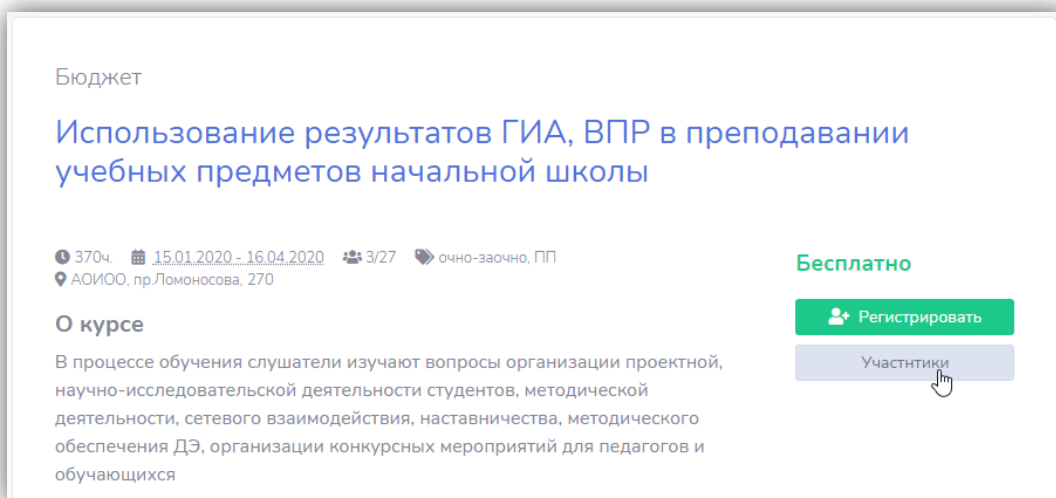 Бюджет
Использование результатов ГИА, ВПР в преподавании
учебных предметов начальной школы
370ч. 15.01.2020 - 16.04.2020 3/27 очно-заочно, ПП
АОИОО, пр.Ломоносова, 270
Бесплатно
Регистрировать
Участнтики
О курсе
В процессе обучения слушатели изучают вопросы организации проектной,
научно-исследовательской деятельности студентов, методической
деятельности, сетевого взаимодействия, наставничества, методического
обеспечения ДЭ, организации конкурсных мероприятий для педагогов и
обучающихся